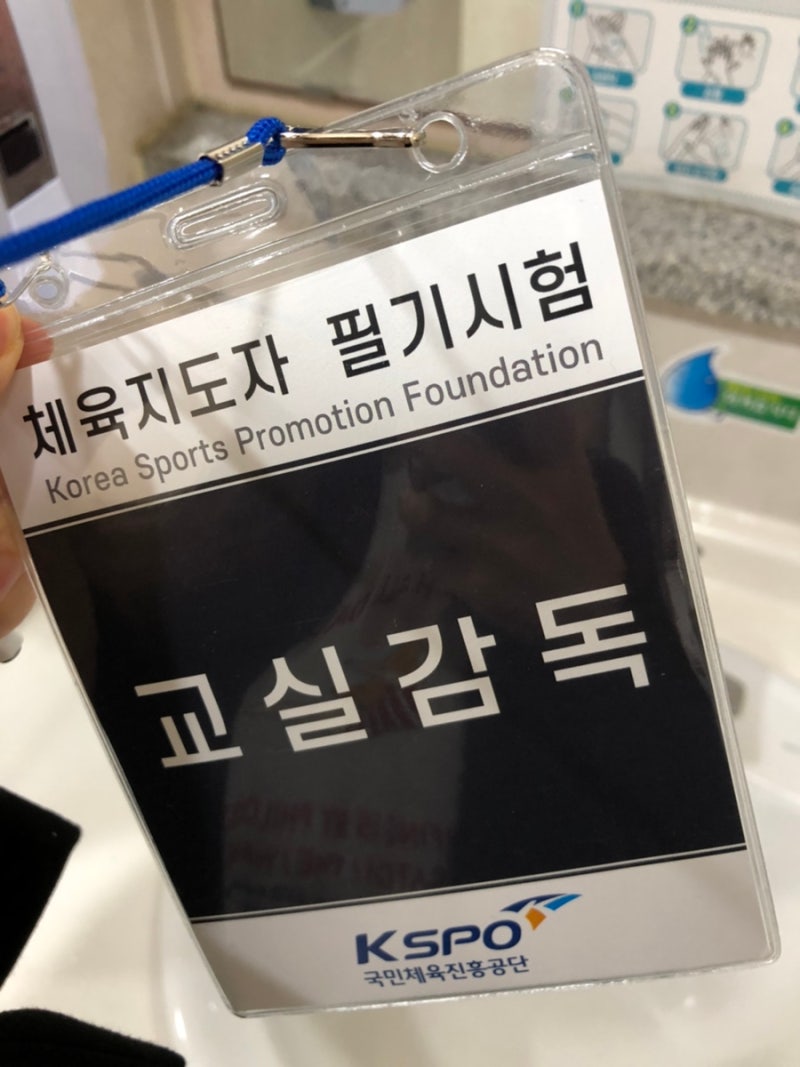 체육지도자 필기시험
Korea Sports Promotion Foundation
교실감독
KSPO
국민체육진흥공단